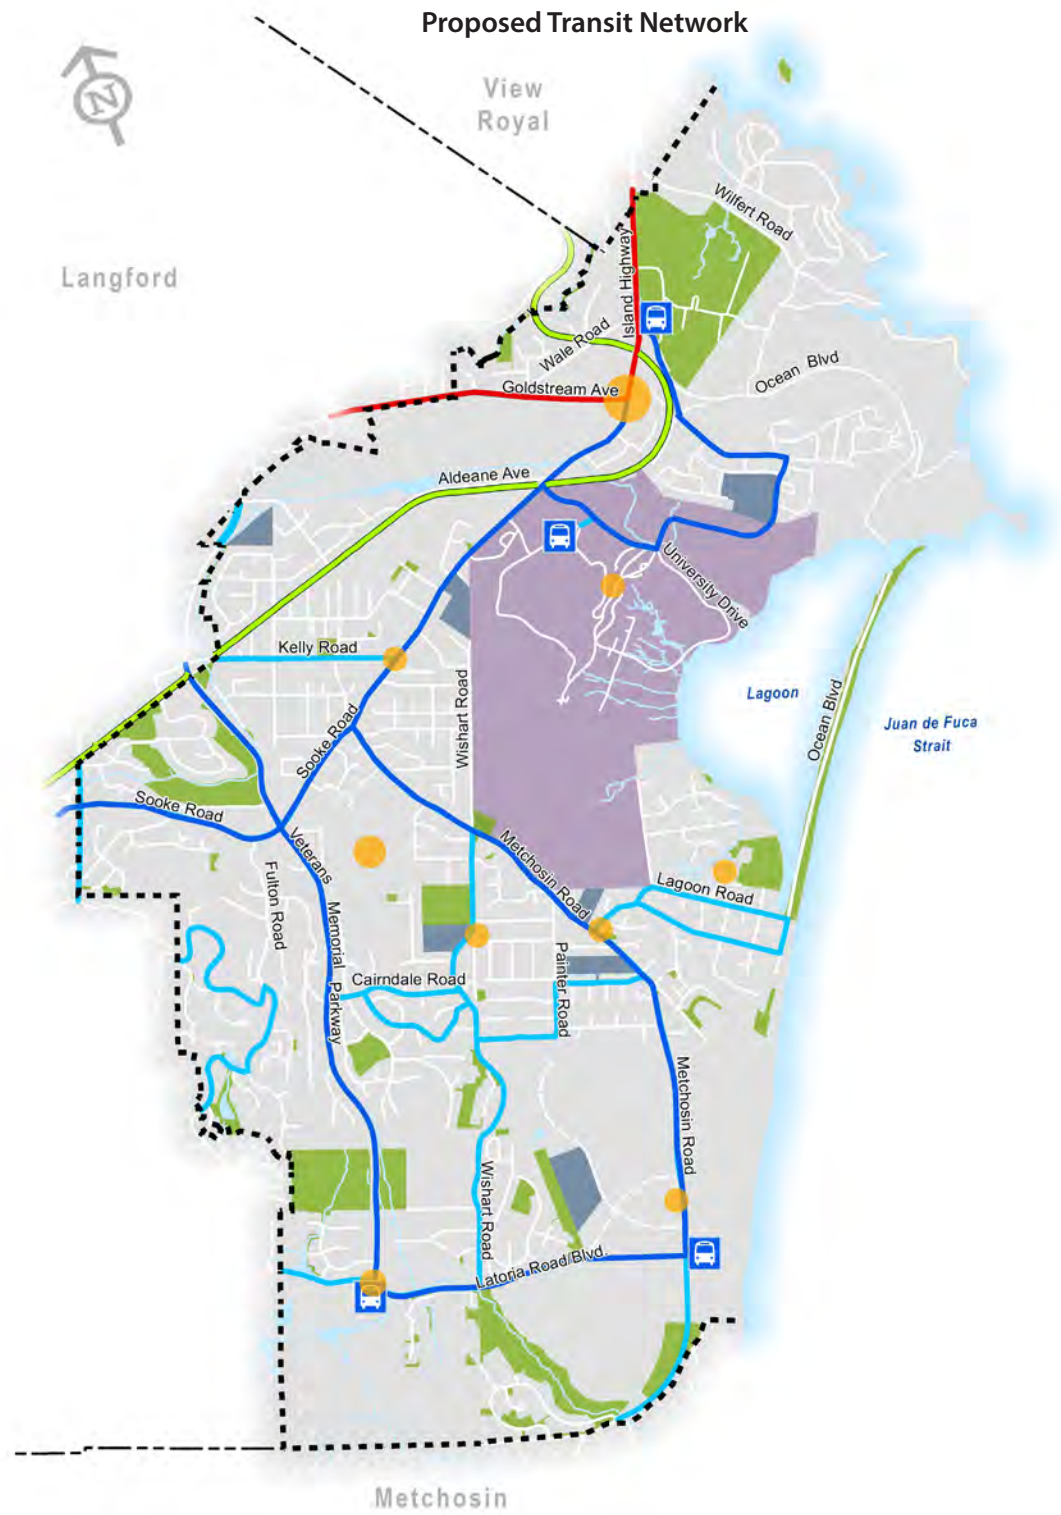 Proposed Transit Network
N
View
Royal
Langford
Wilfert Road
Island Highway
Wale Road
Ocean Blvd
Goldstream Ave
Aldeane Ave
University Drive
Kelly Road
Wishart Road
Sooke Road
Lagoon
Ocean Blvd
Juan de Fuca
Strait
Sooke Road
Veterans
Memorial
Parkway
Fulton Road
Metchosin Road
Lagoon Road
Cairndale Road
Painter Road
Metchosin Road
Wishart Road
Latoria Road/Blvd.
Metchosin